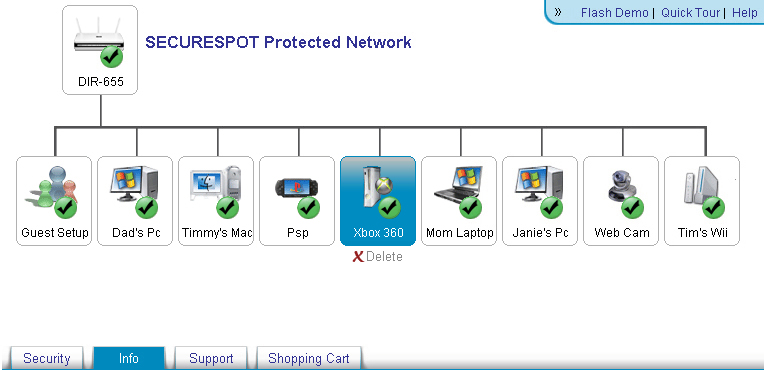 » Flash Demo | Quick Tour | Help
SECURESPOT Protected Network
DIR-655
Guest Setup
Dad's Pc
Timmy's Mac
Psp
Xbox 360
Mom Laptop
Janie's Pc
Web Cam
Tim's Wii
X Delete
Security
Info
Support
Shopping Cart